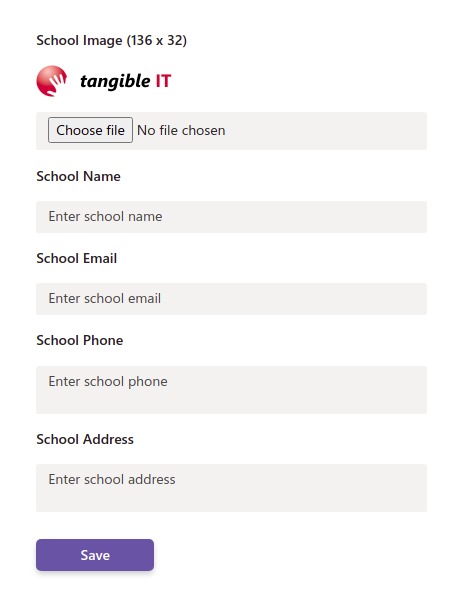 School Image (136 x 32)
tangible IT
Choose file No file chosen
School Name
Enter school name
School Email
Enter school email
School Phone
Enter school phone
School Address
Enter school address
Save